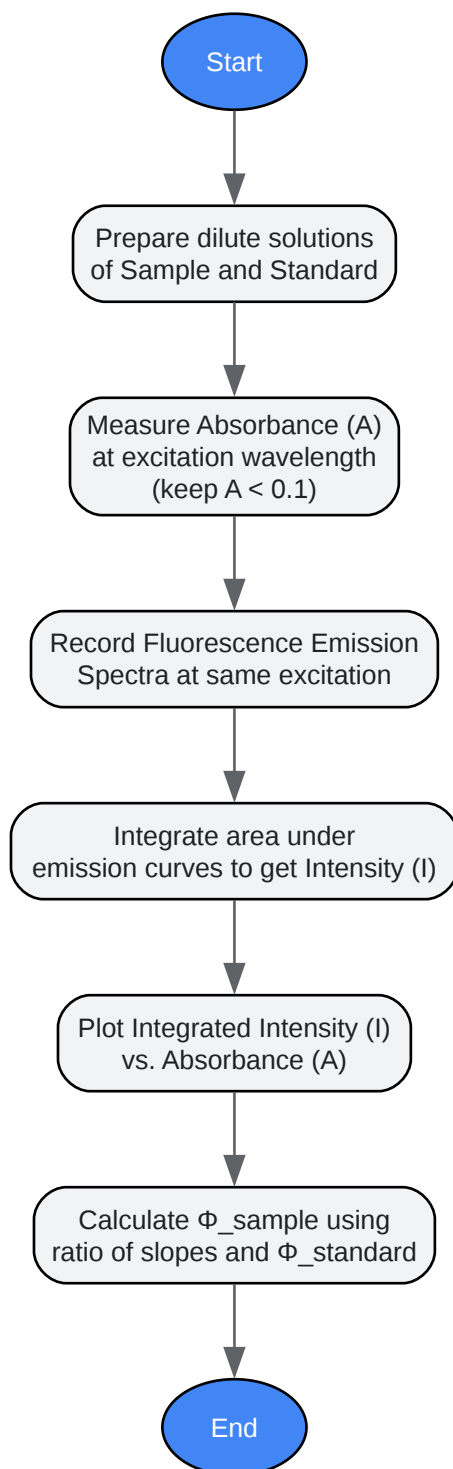 Start
Prepare dilute solutions
of Sample and Standard
Measure Absorbance (A)
at excitation wavelength
(keep A < 0.1)
Record Fluorescence Emission
Spectra at same excitation
Integrate area under
emission curves to get Intensity (I)
Plot Integrated Intensity (I)
vs. Absorbance (A)
Calculate Φ_sample using
ratio of slopes and Φ_standard
End